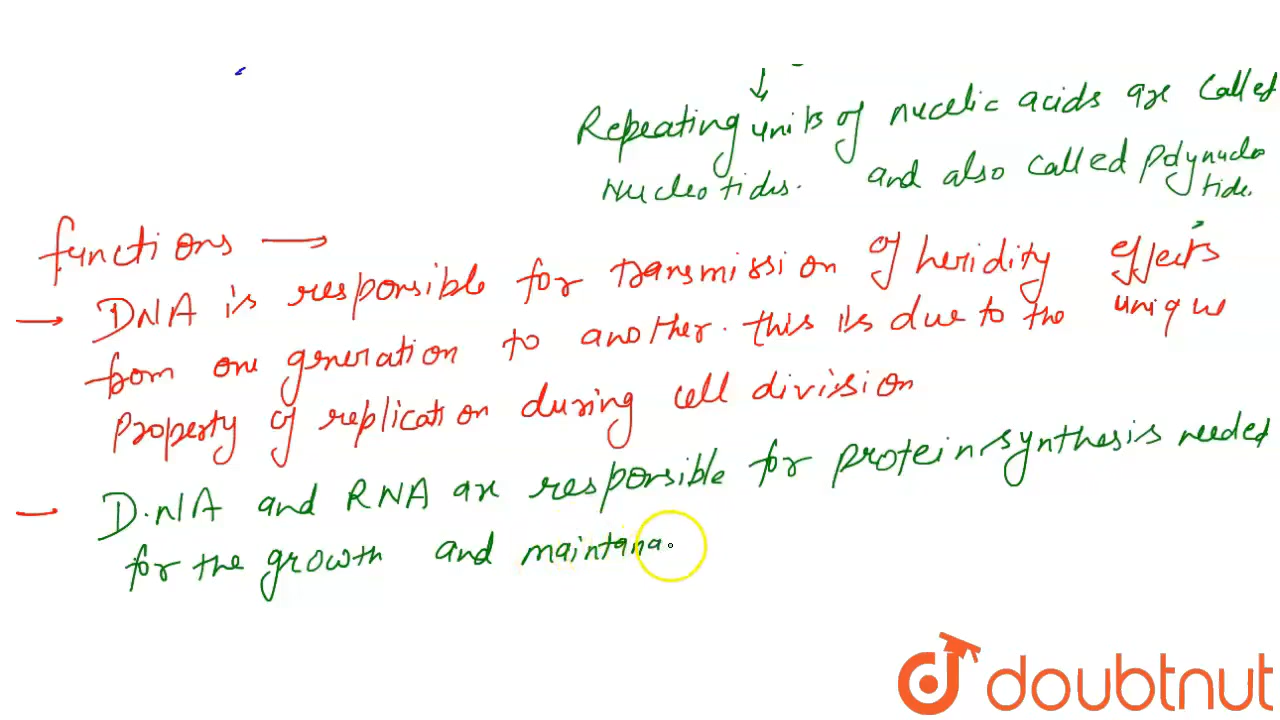 Repeating units of nucelic acids are called
Nucleotides. and also called Polynucleo
tide.
functions →
→ DNA is responsible for transmission of heridity effects
from one generation to another. this is due to the unique
property of replication during cell division
- D.NA and RNA are responsible for protein synthesis needed
for the growth and maintana
doubtnut